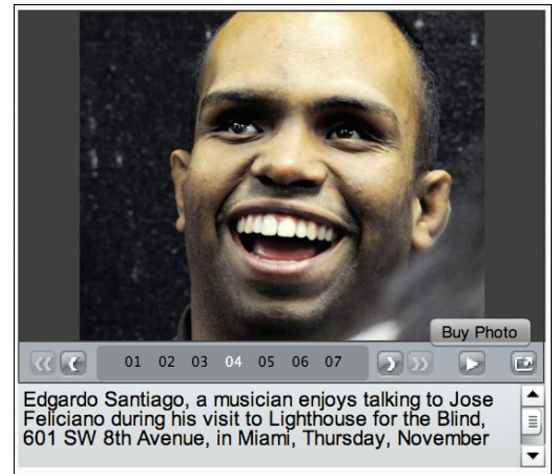 Buy Photo
01 02 03 04 05 06 07
Edgardo Santiago, a musician enjoys talking to Jose
Feliciano during his visit to Lighthouse for the Blind,
601 SW 8th Avenue, in Miami, Thursday, November